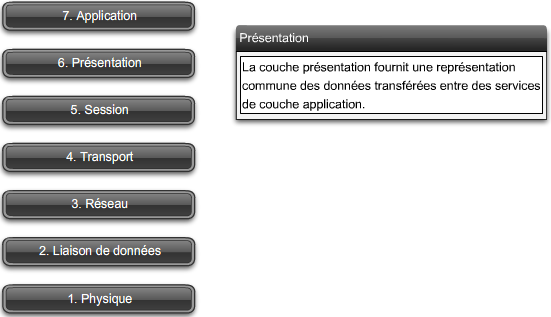 7. Application
6. Présentation
5. Session
4. Transport
3. Réseau
2. Liaison de données
1. Physique
Présentation
La couche présentation fournit une représentation
commune des données transférées entre des services
de couche application.